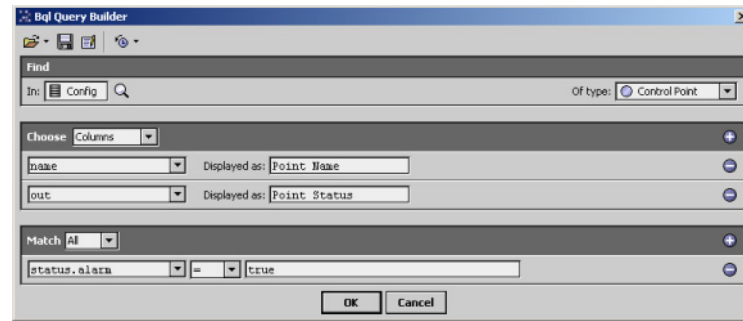 Bql Query Builder
Find
In: Config Of type: Control Point
Choose Columns
name Displayed as: Point Name
out Displayed as: Point Status
Match All
status.alarm = true
OK Cancel